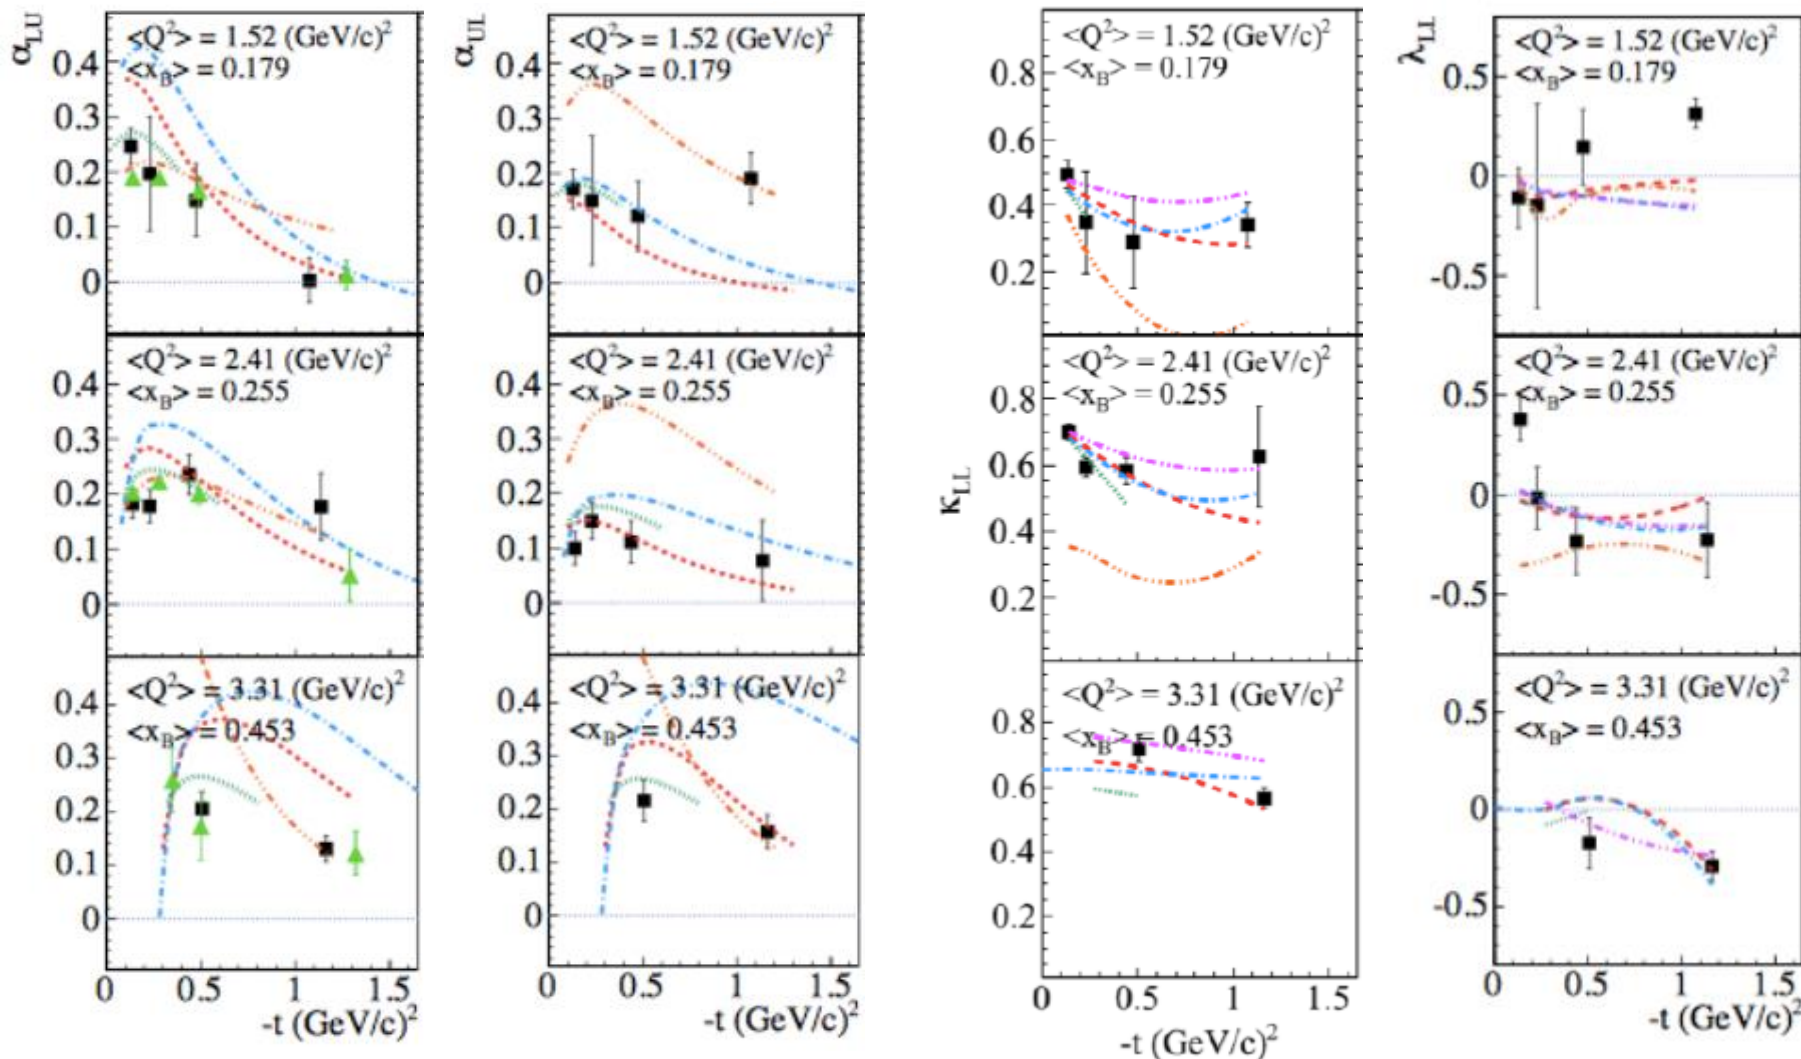 α_LU
<Q²> = 1.52 (GeV/c)²
<x_B> = 0.179
0.4
0.3
0.2
0.1
0
<Q²> = 2.41 (GeV/c)²
<x_B> = 0.255
0.4
0.3
0.2
0.1
0
<Q²> = 3.31 (GeV/c)²
<x_B> = 0.453
0.4
0.3
0.2
0.1
0
0 0.5 1 1.5
-t (GeV/c)²
α_UL
<Q²> = 1.52 (GeV/c)²
<x_B> = 0.179
0.4
0.3
0.2
0.1
0
<Q²> = 2.41 (GeV/c)²
<x_B> = 0.255
0.4
0.3
0.2
0.1
0
<Q²> = 3.31 (GeV/c)²
<x_B> = 0.453
0.4
0.3
0.2
0.1
0
0 0.5 1 1.5
-t (GeV/c)²
κ_LL
<Q²> = 1.52 (GeV/c)²
<x_B> = 0.179
0.8
0.6
0.4
0.2
<Q²> = 2.41 (GeV/c)²
<x_B> = 0.255
0.8
0.6
0.4
0.2
<Q²> = 3.31 (GeV/c)²
<x_B> = 0.453
0.8
0.6
0.4
0.2
0 0.5 1 1.5
-t (GeV/c)²
λ_LL
<Q²> = 1.52 (GeV/c)²
<x_B> = 0.179
0.5
0
-0.5
<Q²> = 2.41 (GeV/c)²
<x_B> = 0.255
0.5
0
-0.5
<Q²> = 3.31 (GeV/c)²
<x_B> = 0.453
0.5
0
-0.5
0 0.5 1 1.5
-t (GeV/c)²